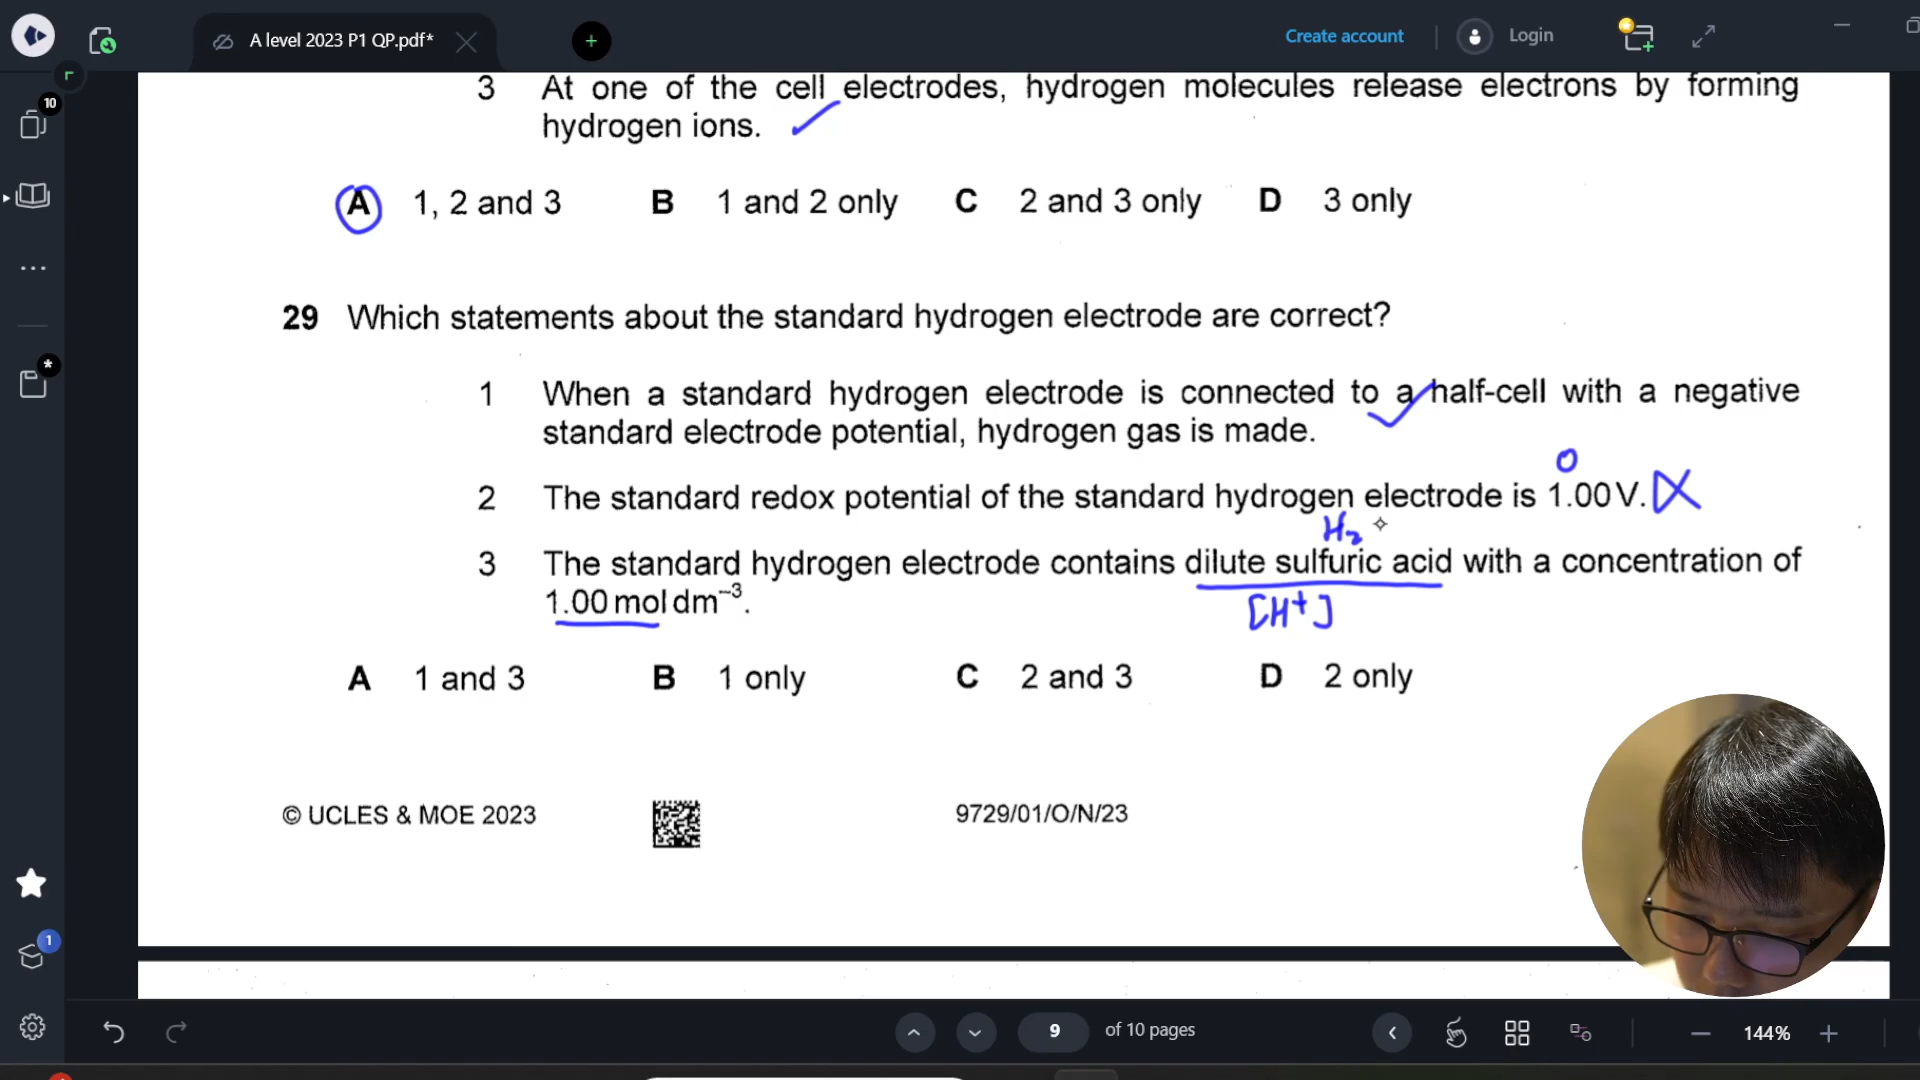 A level 2023 P1 QP.pdf*
Create account
Login
10
3 At one of the cell electrodes, hydrogen molecules release electrons by forming
hydrogen ions.
A 1, 2 and 3 B 1 and 2 only C 2 and 3 only D 3 only
29 Which statements about the standard hydrogen electrode are correct?
1 When a standard hydrogen electrode is connected to a half-cell with a negative
standard electrode potential, hydrogen gas is made.
0
2 The standard redox potential of the standard hydrogen electrode is 1.00 V.
H₂
3 The standard hydrogen electrode contains dilute sulfuric acid with a concentration of
1.00 mol dm⁻³.
[H⁺]
A 1 and 3 B 1 only C 2 and 3 D 2 only
© UCLES & MOE 2023 9729/01/O/N/23
1
9 of 10 pages
144%